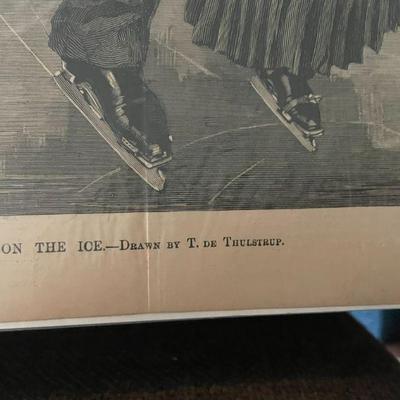 ON THE ICE.—Drawn by T. de Thulstrup.